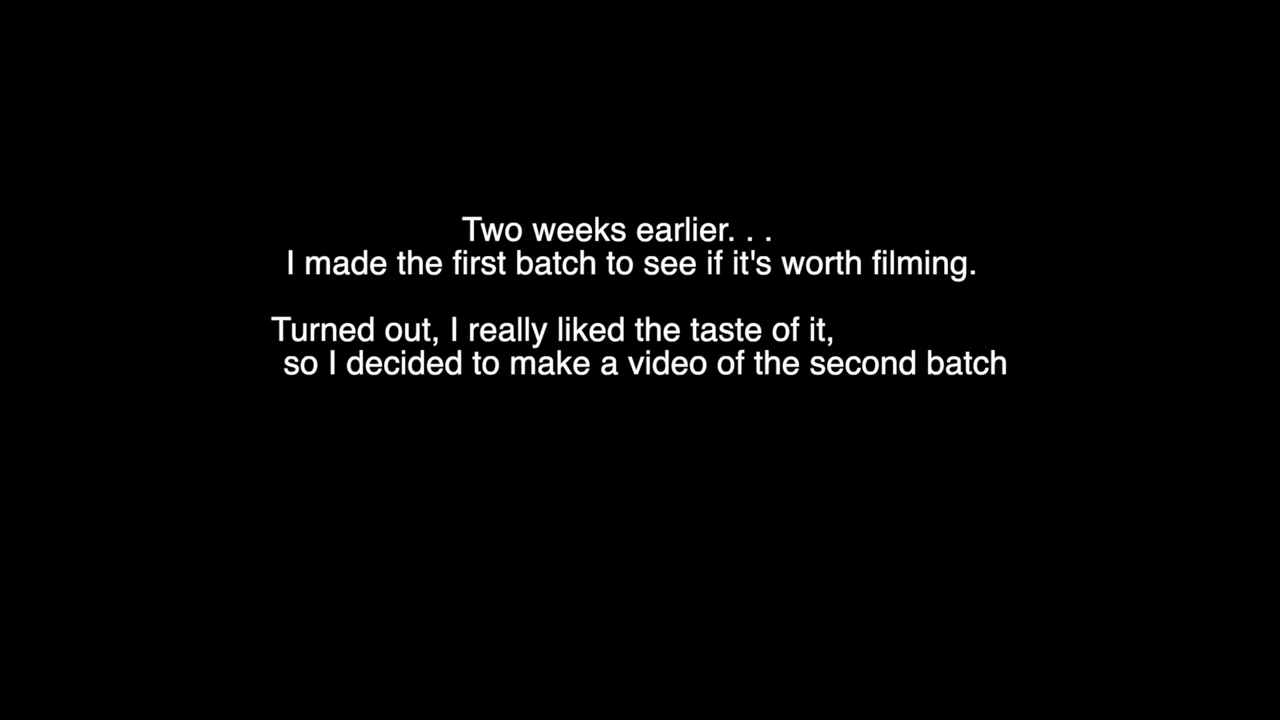 Two weeks earlier. . .
I made the first batch to see if it's worth filming.
Turned out, I really liked the taste of it,
so I decided to make a video of the second batch